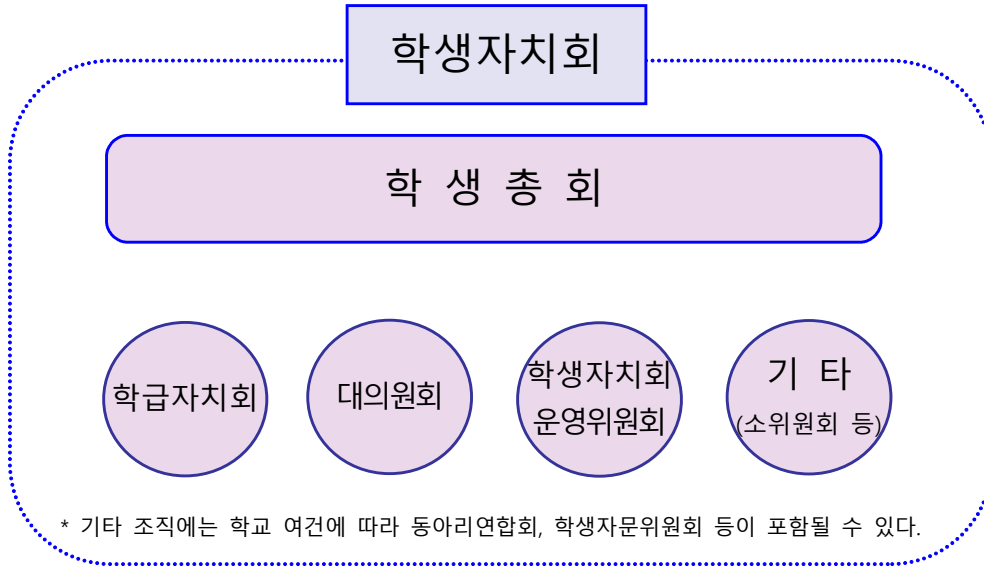 학생자치회
학 생 총 회
학급자치회
대의원회
학생자치회
운영위원회
기 타
(소위원회 등)
* 기타 조직에는 학교 여건에 따라 동아리연합회, 학생자문위원회 등이 포함될 수 있다.